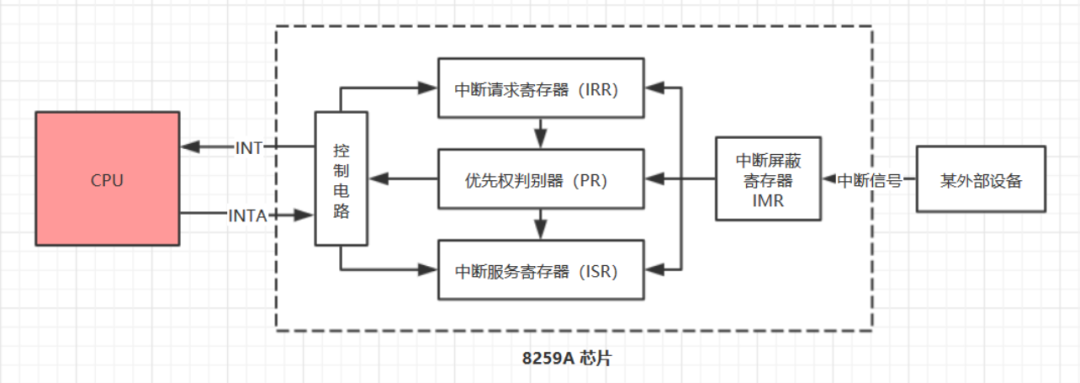 中断请求寄存器（IRR）
CPU
INT
INTA
控
制
电
路
优先权判别器（PR）
中断屏蔽
寄存器
IMR
中断信号
某外部设备
中断服务寄存器（ISR）
8259A 芯片